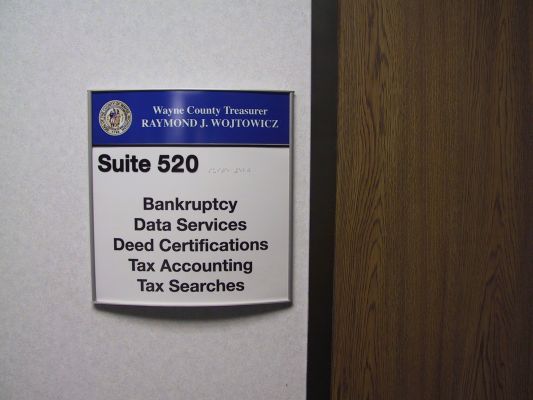 Wayne County Treasurer
RAYMOND J. WOJTOWICZ
Suite 520
Bankruptcy
Data Services
Deed Certifications
Tax Accounting
Tax Searches